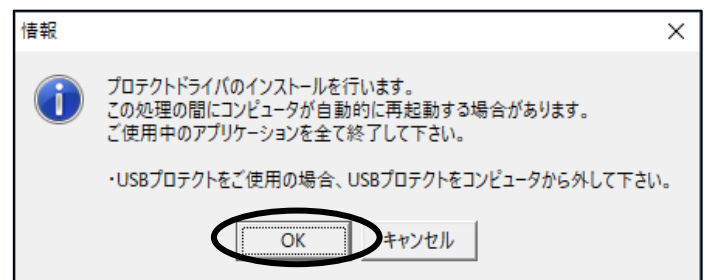 情報
プロテクトドライバのインストールを行います。
この処理の間にコンピュータが自動的に再起動する場合があります。
ご使用中のアプリケーションを全て終了して下さい。
・USBプロテクトをご使用の場合、USBプロテクトをコンピュータから外して下さい。
OK キャンセル